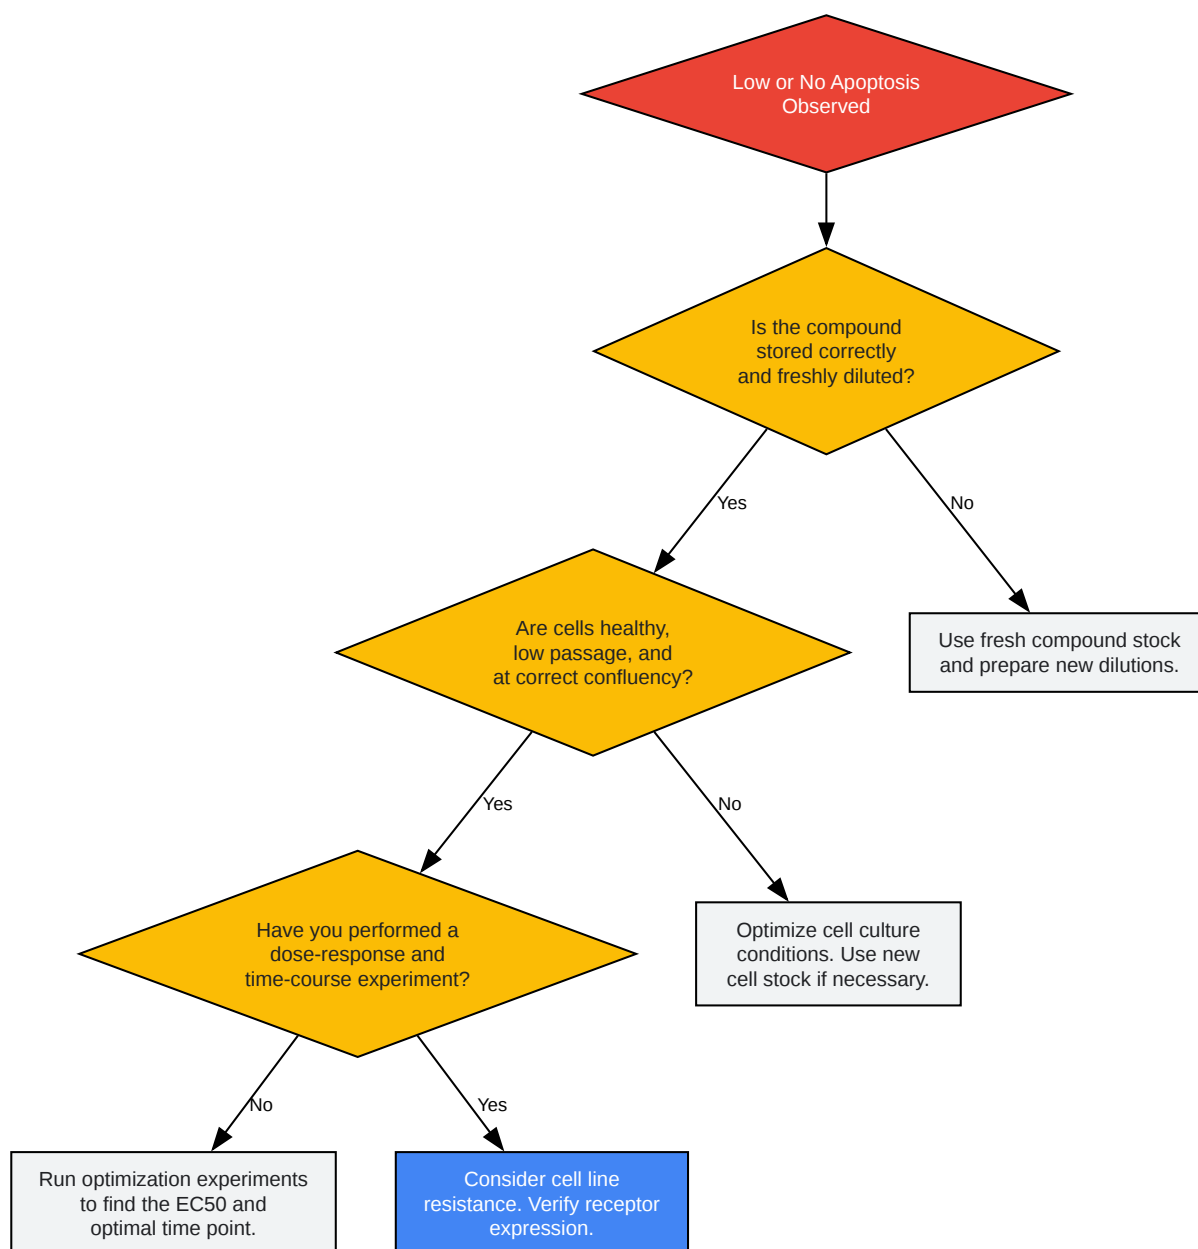 Low or No Apoptosis
Observed
Is the compound
stored correctly
and freshly diluted?
Yes
No
Are cells healthy,
low passage, and
at correct confluency?
Use fresh compound stock
and prepare new dilutions.
Yes
No
Have you performed a
dose-response and
time-course experiment?
Optimize cell culture
conditions. Use new
cell stock if necessary.
No
Yes
Run optimization experiments
to find the EC50 and
optimal time point.
Consider cell line
resistance. Verify receptor
expression.